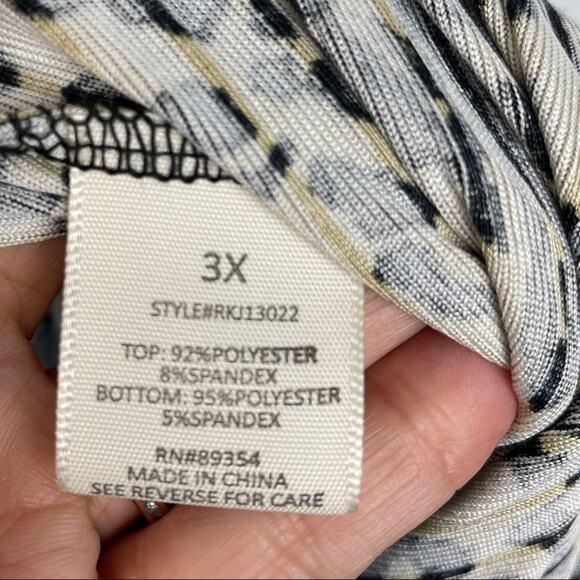 3X
STYLE#RKJ13022
TOP: 92%POLYESTER
8%SPANDEX
BOTTOM: 95%POLYESTER
5%SPANDEX
RN#89354
MADE IN CHINA
SEE REVERSE FOR CARE